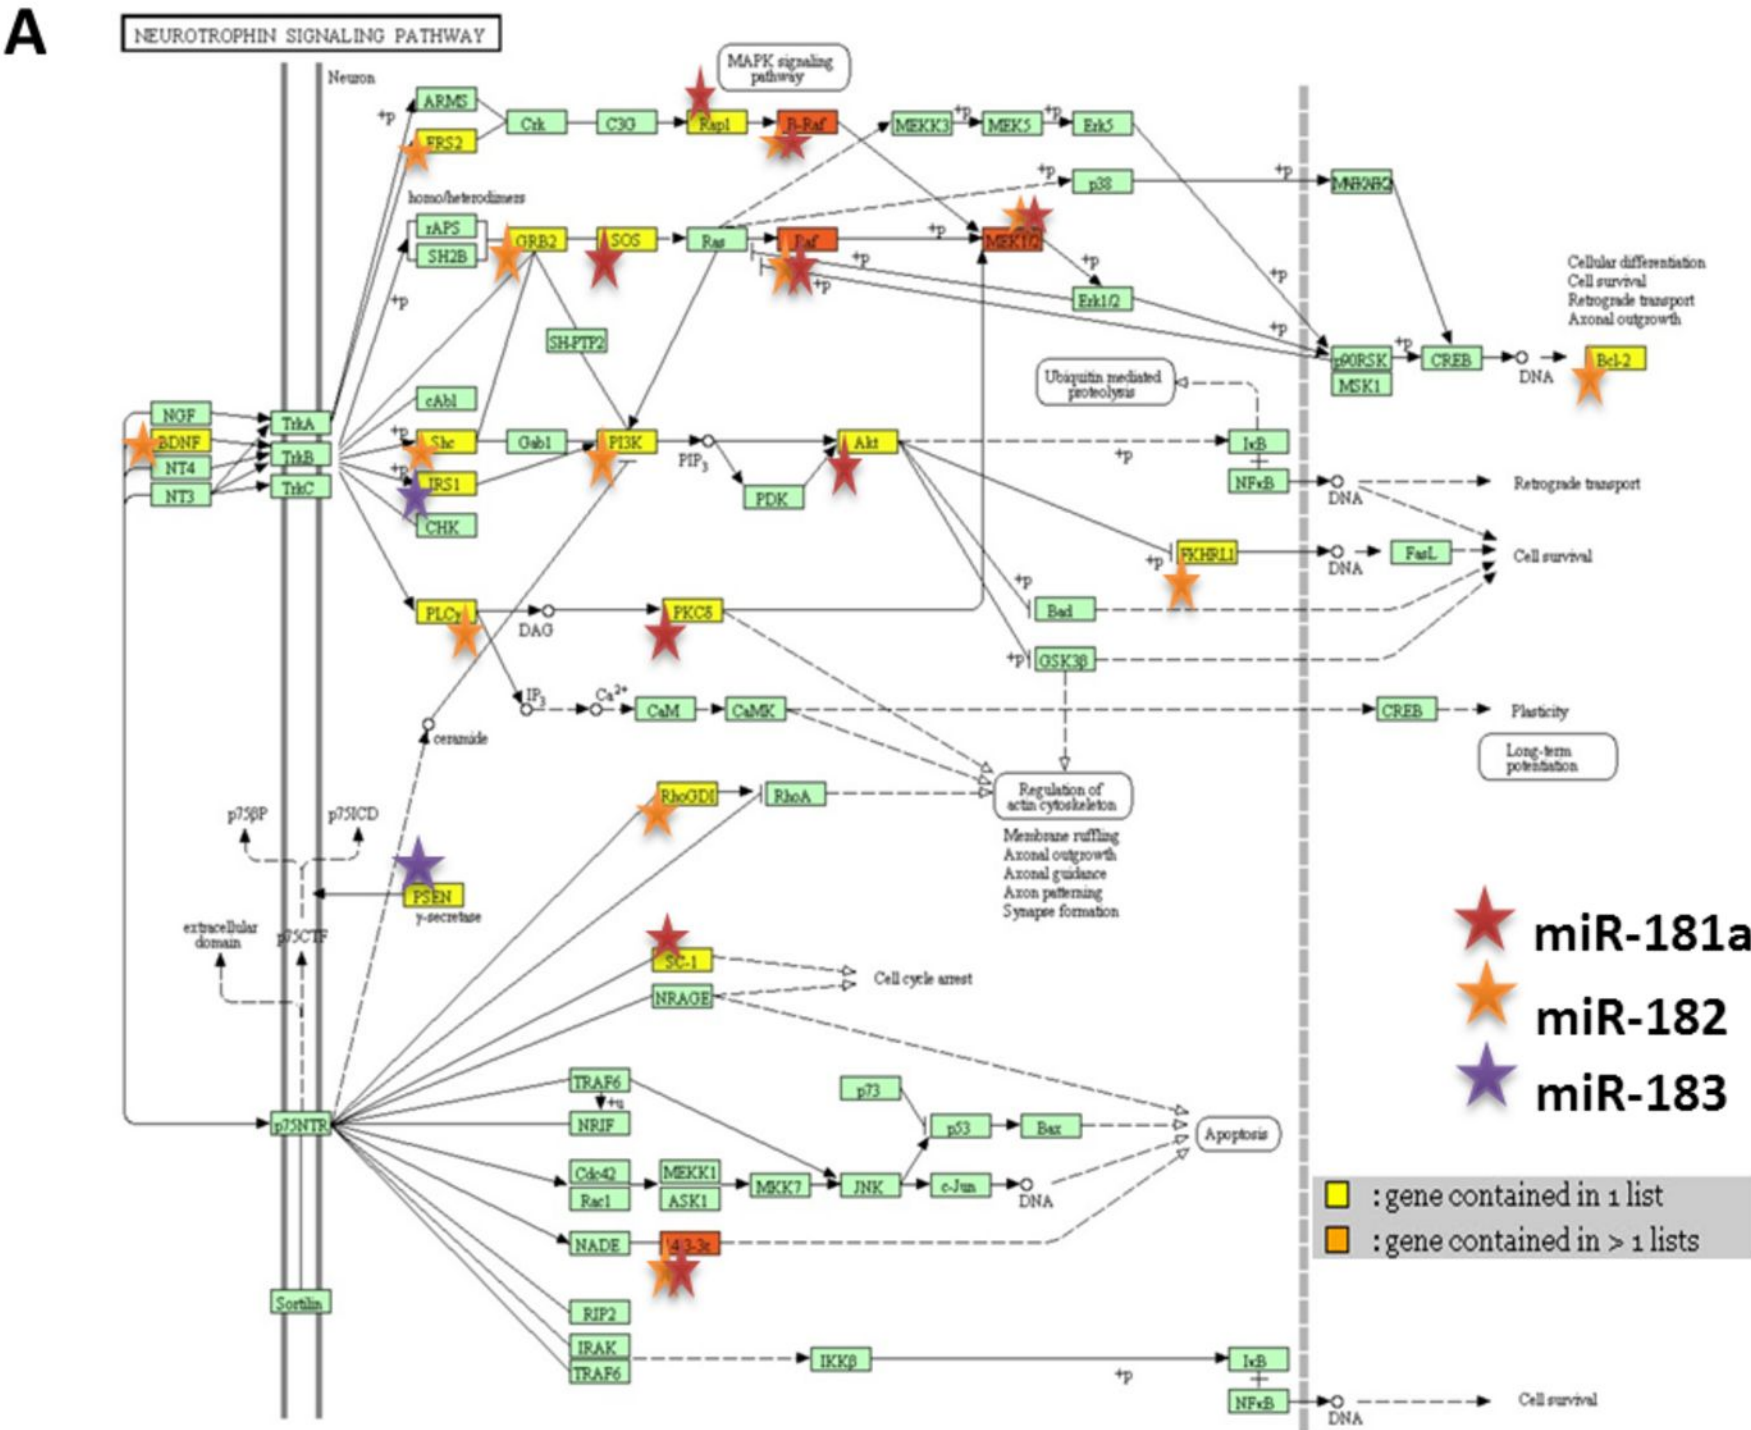 A
NEUROTROPHIN SIGNALING PATHWAY
Neuron
MAPK signaling
pathway
+p
ARMS
FRS2
Crk
C3G
Rap1
B-Raf
MEKK3
+p
MEK5
+p
Erk5
+p
p38
+p
homo/heterodimers
rAPS
SH2B
GRB2
SOS
Ras
Raf
+p
MEK1/2
+p
+p
+p
+p
Erk1/2
+p
+p
SH-PTP2
Cellular differentiation
Cell survival
Retrograde transport
Axonal outgrowth
p90RSK
MSK1
+p
CREB
DNA
Bcl-2
Ubiquitin mediated
proteolysis
NGF
BDNF
NT4
NT3
TrkA
TrkB
TrkC
cAbl
+p
Shc
+p
IRS1
CHK
Gab1
PI3K
PIP3
PDK
Akt
+p
IκB
NFκB
DNA
Retrograde transport
+p
FKHRL1
DNA
FasL
Cell survival
PLCγ
DAG
PKCδ
+p
Bad
+p
GSK3β
IP3
Ca2+
CaM
CaMK
CREB
Plasticity
Long-term
potentiation
ceramide
RhoGDI
RhoA
Regulation of
actin cytoskeleton
Membrane ruffling
Axonal outgrowth
Axonal guidance
Axon patterning
Synapse formation
p75βP
p75ICD
PSEN
γ-secretase
extracellular
domain
p75CTF
SC-1
NRAGE
Cell cycle arrest
miR-181a
miR-182
miR-183
p75NTR
TRAF6
+u
NRIF
p73
p53
Bax
Apoptosis
Cdc42
Rac1
MEKK1
ASK1
MKK7
JNK
c-Jun
DNA
: gene contained in 1 list
: gene contained in > 1 lists
NADE
14-3-3ε
Sortilin
RIP2
IRAK
TRAF6
IKKβ
+p
IκB
NFκB
DNA
Cell survival